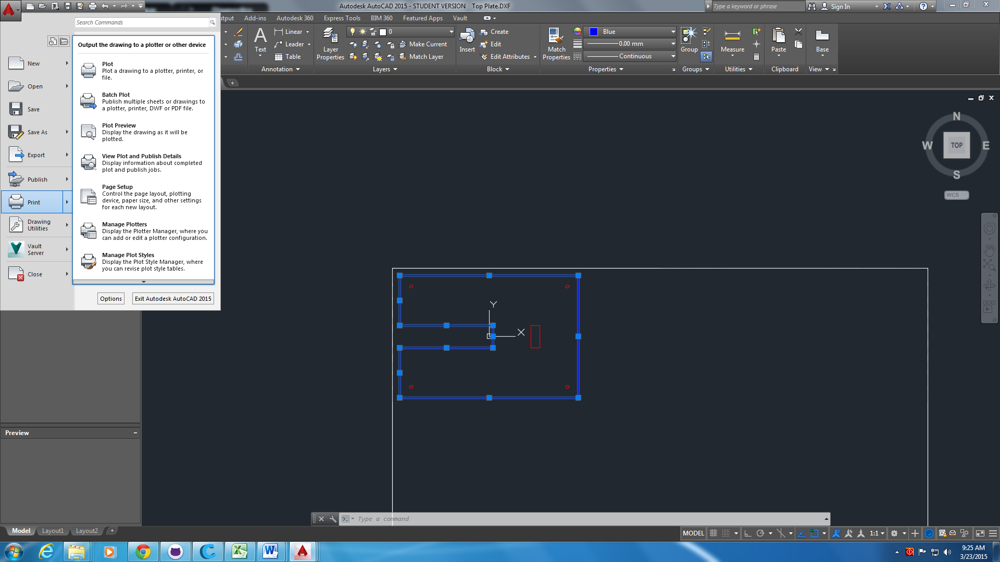 Autodesk AutoCAD 2015 - STUDENT VERSION Top Plate.DXF
Type a keyword or phrase
Sign In
Search Commands
utput
Add-ins
Autodesk 360
Express Tools
BIM 360
Featured Apps
Vault
Output the drawing to a plotter or other device
New
Open
Save
Save As
Export
Publish
Print
Drawing
Utilities
Vault
Server
Close
Plot
Plot a drawing to a plotter, printer, or
file.
Batch Plot
Publish multiple sheets or drawings to
a plotter, printer, DWF or PDF file.
Plot Preview
Display the drawing as it will be
plotted.
View Plot and Publish Details
Display information about completed
plot and publish jobs.
Page Setup
Control the page layout, plotting
device, paper size, and other settings
for each new layout.
Manage Plotters
Display the Plotter Manager, where you
can add or edit a plotter configuration.
Manage Plot Styles
Display the Plot Style Manager, where
you can revise plot style tables.
Options
Exit Autodesk AutoCAD 2015
Text
Linear
Leader
Table
Annotation
Layer
Properties
0
Make Current
Match Layer
Layers
Insert
Create
Edit
Edit Attributes
Block
Match
Properties
Blue
0.00 mm
Continuous
Properties
Group
Groups
Measure
Utilities
Paste
Clipboard
Base
View
N
W
TOP
E
S
WCS
Y
X
Preview
Type a command
Model
Layout1
Layout2
MODEL
1:1
9:25 AM
3/23/2015